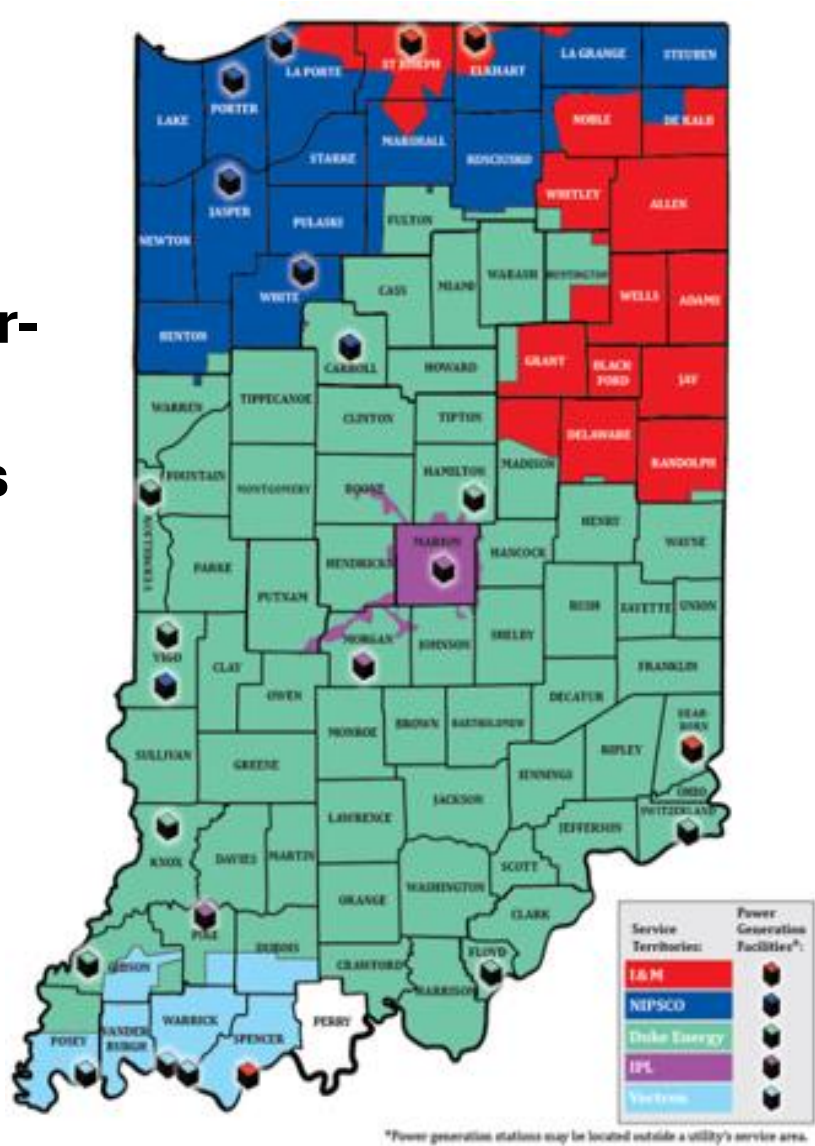 r-
s
LA PORTE
ST JOSEPH
ELKHART
LA GRANGE
STEUBEN
LAKE
PORTER
NOBLE
DE KALB
MARSHALL
STARKE
KOSCIUSKO
WHITLEY
ALLEN
JASPER
NEWTON
PULASKI
FULTON
WHITE
CASS
MIAMI
WABASH
HUNTINGTON
WELLS
ADAMS
BENTON
CARROLL
HOWARD
GRANT
BLACK
FORD
JAY
WARREN
TIPPECANOE
CLINTON
TIPTON
DELAWARE
RANDOLPH
MADISON
HAMILTON
FOUNTAIN
MONTGOMERY
BOONE
HENRY
WAYNE
VERMILLION
PARKE
HENDRICKS
MARION
HANCOCK
PUTNAM
RUSH
FAYETTE
UNION
SHELBY
MORGAN
JOHNSON
VIGO
CLAY
OWEN
FRANKLIN
DECATUR
DEAR-
BORN
MONROE
BROWN
BARTHOLOMEW
RIPLEY
SULLIVAN
GREENE
JENNINGS
OHIO
JACKSON
SWITZERLAND
LAWRENCE
JEFFERSON
KNOX
DAVIES
MARTIN
SCOTT
WASHINGTON
ORANGE
CLARK
PIKE
DUBOIS
FLOYD
GIBSON
CRAWFORD
HARRISON
WARRICK
PERRY
POSEY
VANDER
BURGH
SPENCER
Service
Territories:
Power
Generation
Facilities*:
I&M
NIPSCO
Duke Energy
IPL
Vectren
*Power generation stations may be located outside a utility's service area.